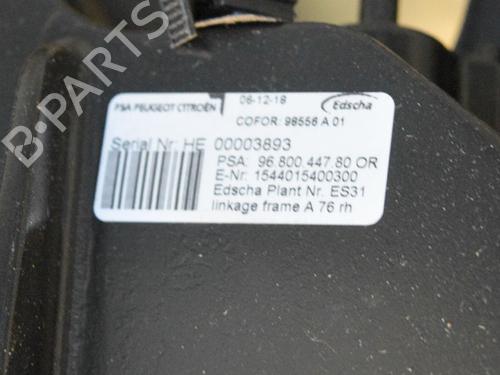 B-PARTS
PSA PEUGEOT CITROËN 06-12-18 Edscha
COFOR: 98556 A 01
Serial Nr: HE 00003893
PSA: 96.800.447.80 OR
E-Nr: 1544015400300
Edscha Plant Nr. ES31
linkage frame A 76 rh